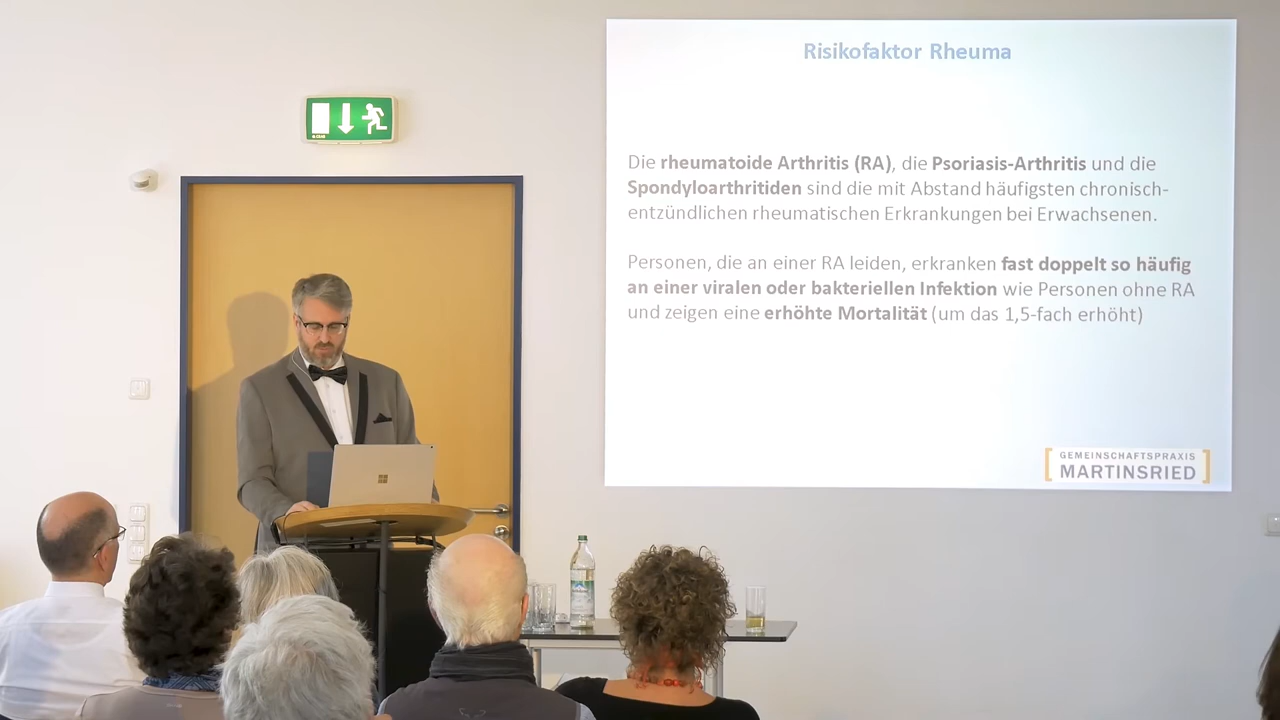 Risikofaktor Rheuma
Die rheumatoide Arthritis (RA), die Psoriasis-Arthritis und die
Spondyloarthritiden sind die mit Abstand häufigsten chronisch-
entzündlichen rheumatischen Erkrankungen bei Erwachsenen.
Personen, die an einer RA leiden, erkranken fast doppelt so häufig
an einer viralen oder bakteriellen Infektion wie Personen ohne RA
und zeigen eine erhöhte Mortalität (um das 1,5-fach erhöht)
GEMEINSCHAFTSPRAXIS
MARTINSRIED